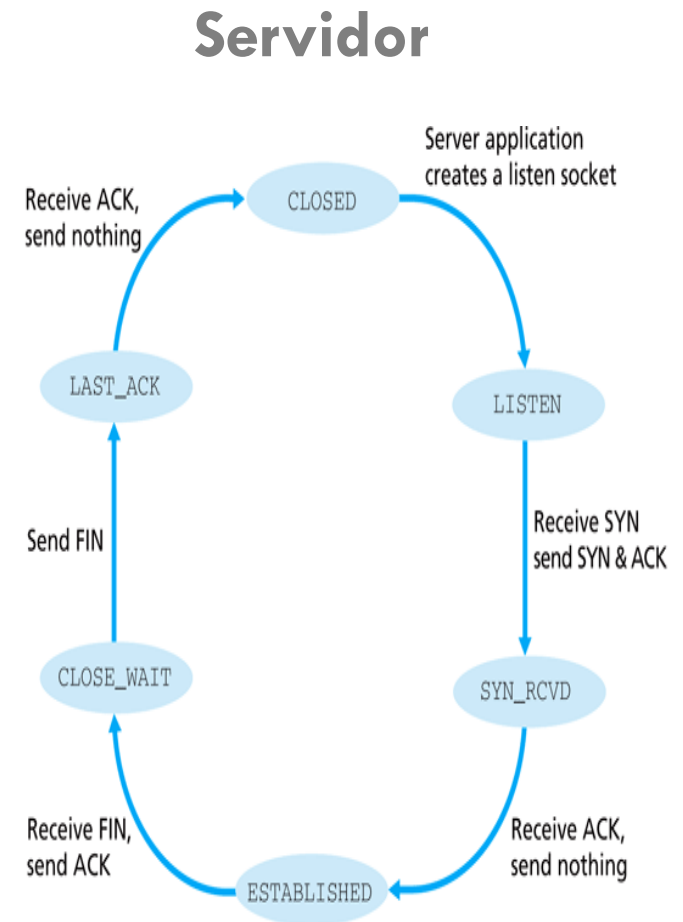 Servidor
Server application
creates a listen socket
CLOSED
Receive ACK,
send nothing
LAST_ACK
LISTEN
Send FIN
Receive SYN
send SYN & ACK
CLOSE_WAIT
SYN_RCVD
Receive FIN,
send ACK
Receive ACK,
send nothing
ESTABLISHED